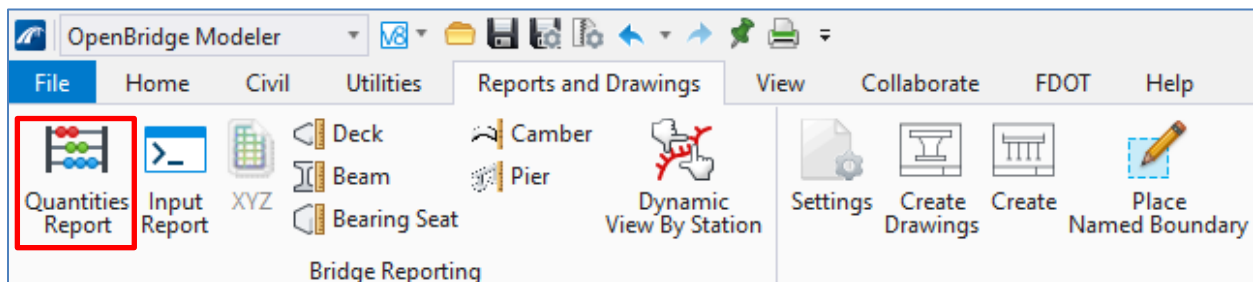 OpenBridge Modeler
File Home Civil Utilities Reports and Drawings View Collaborate FDOT Help
Quantities
Report
Input
Report
XYZ
Deck
Beam
Bearing Seat
Camber
Pier
Dynamic
View By Station
Bridge Reporting
Settings
Create
Drawings
Create
Place
Named Boundary